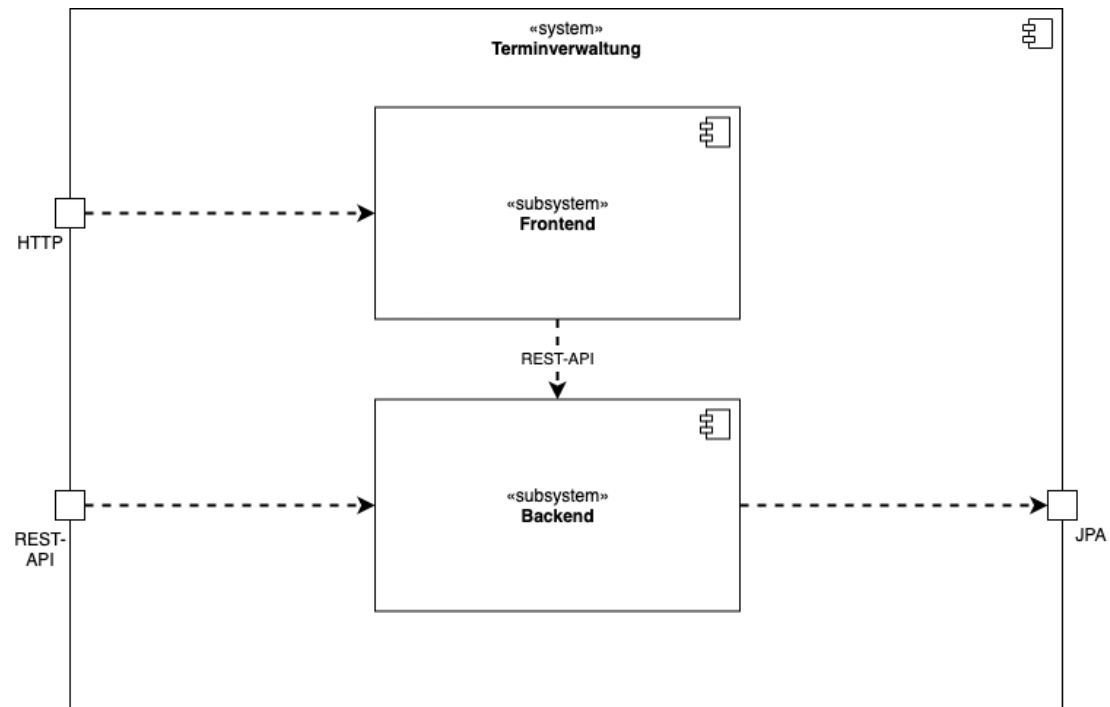 «system»
Terminverwaltung
«subsystem»
Frontend
HTTP
REST-API
«subsystem»
Backend
REST-
API
JPA